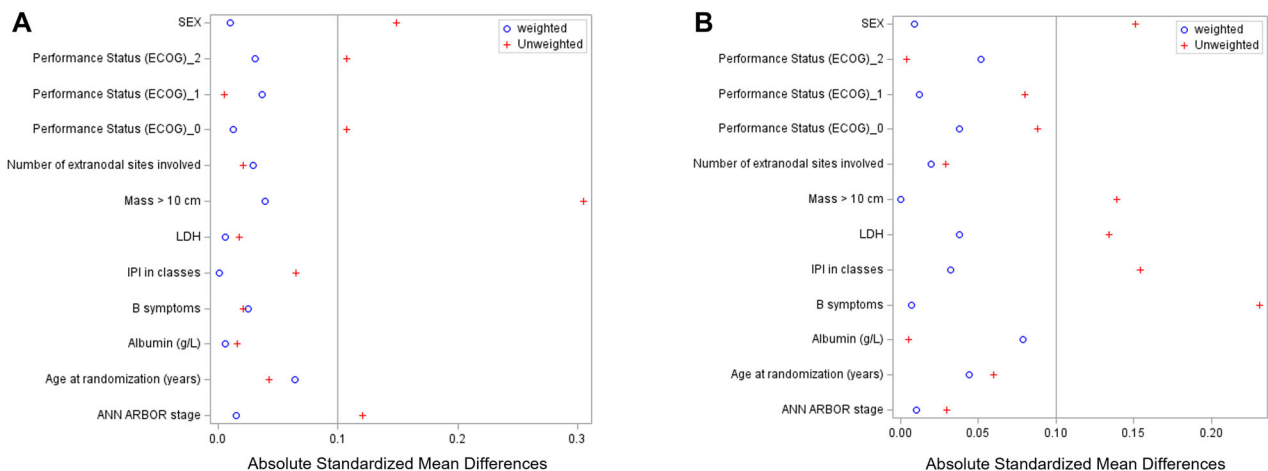 A
SEX
Performance Status (ECOG)_2
Performance Status (ECOG)_1
Performance Status (ECOG)_0
Number of extranodal sites involved
Mass > 10 cm
LDH
IPI in classes
B symptoms
Albumin (g/L)
Age at randomization (years)
ANN ARBOR stage
weighted
Unweighted
0.0 0.1 0.2 0.3
Absolute Standardized Mean Differences
B
SEX
Performance Status (ECOG)_2
Performance Status (ECOG)_1
Performance Status (ECOG)_0
Number of extranodal sites involved
Mass > 10 cm
LDH
IPI in classes
B symptoms
Albumin (g/L)
Age at randomization (years)
ANN ARBOR stage
weighted
Unweighted
0.00 0.05 0.10 0.15 0.20
Absolute Standardized Mean Differences